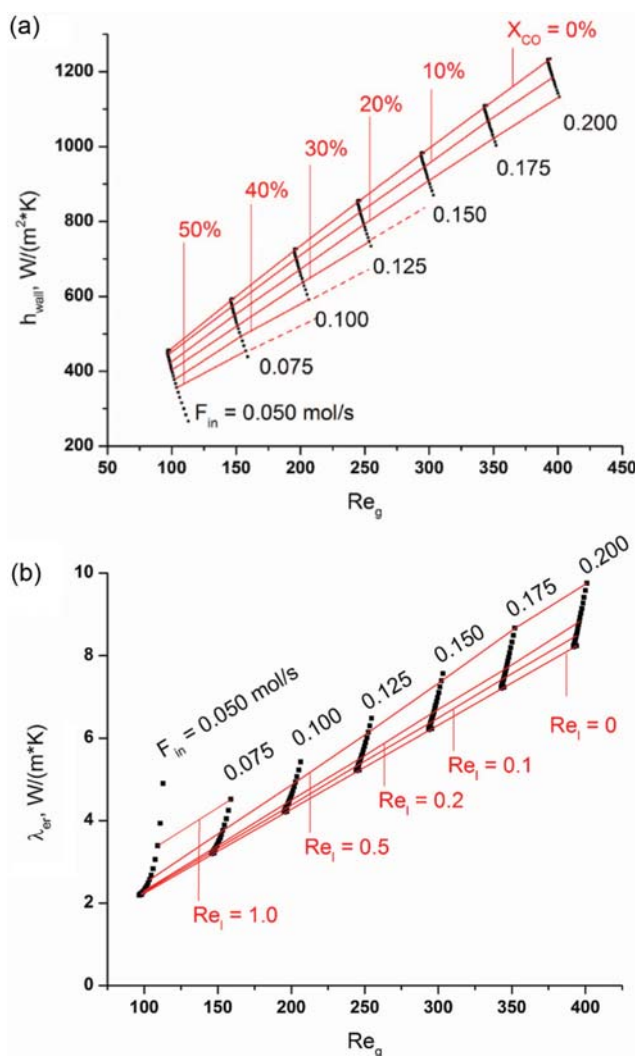 (a)
X_CO = 0%
10%
20%
30%
40%
50%
1200
1000
800
600
400
200
h_wall, W/(m²*K)
0.200
0.175
0.150
0.125
0.100
0.075
F_in = 0.050 mol/s
50 100 150 200 250 300 350 400 450
Re_g
(b)
10
8
6
4
2
0
λ_er, W/(m*K)
F_in = 0.050 mol/s
0.075
0.100
0.125
0.150
0.175
0.200
Re_l = 0
Re_l = 0.1
Re_l = 0.2
Re_l = 0.5
Re_l = 1.0
100 150 200 250 300 350 400
Re_g